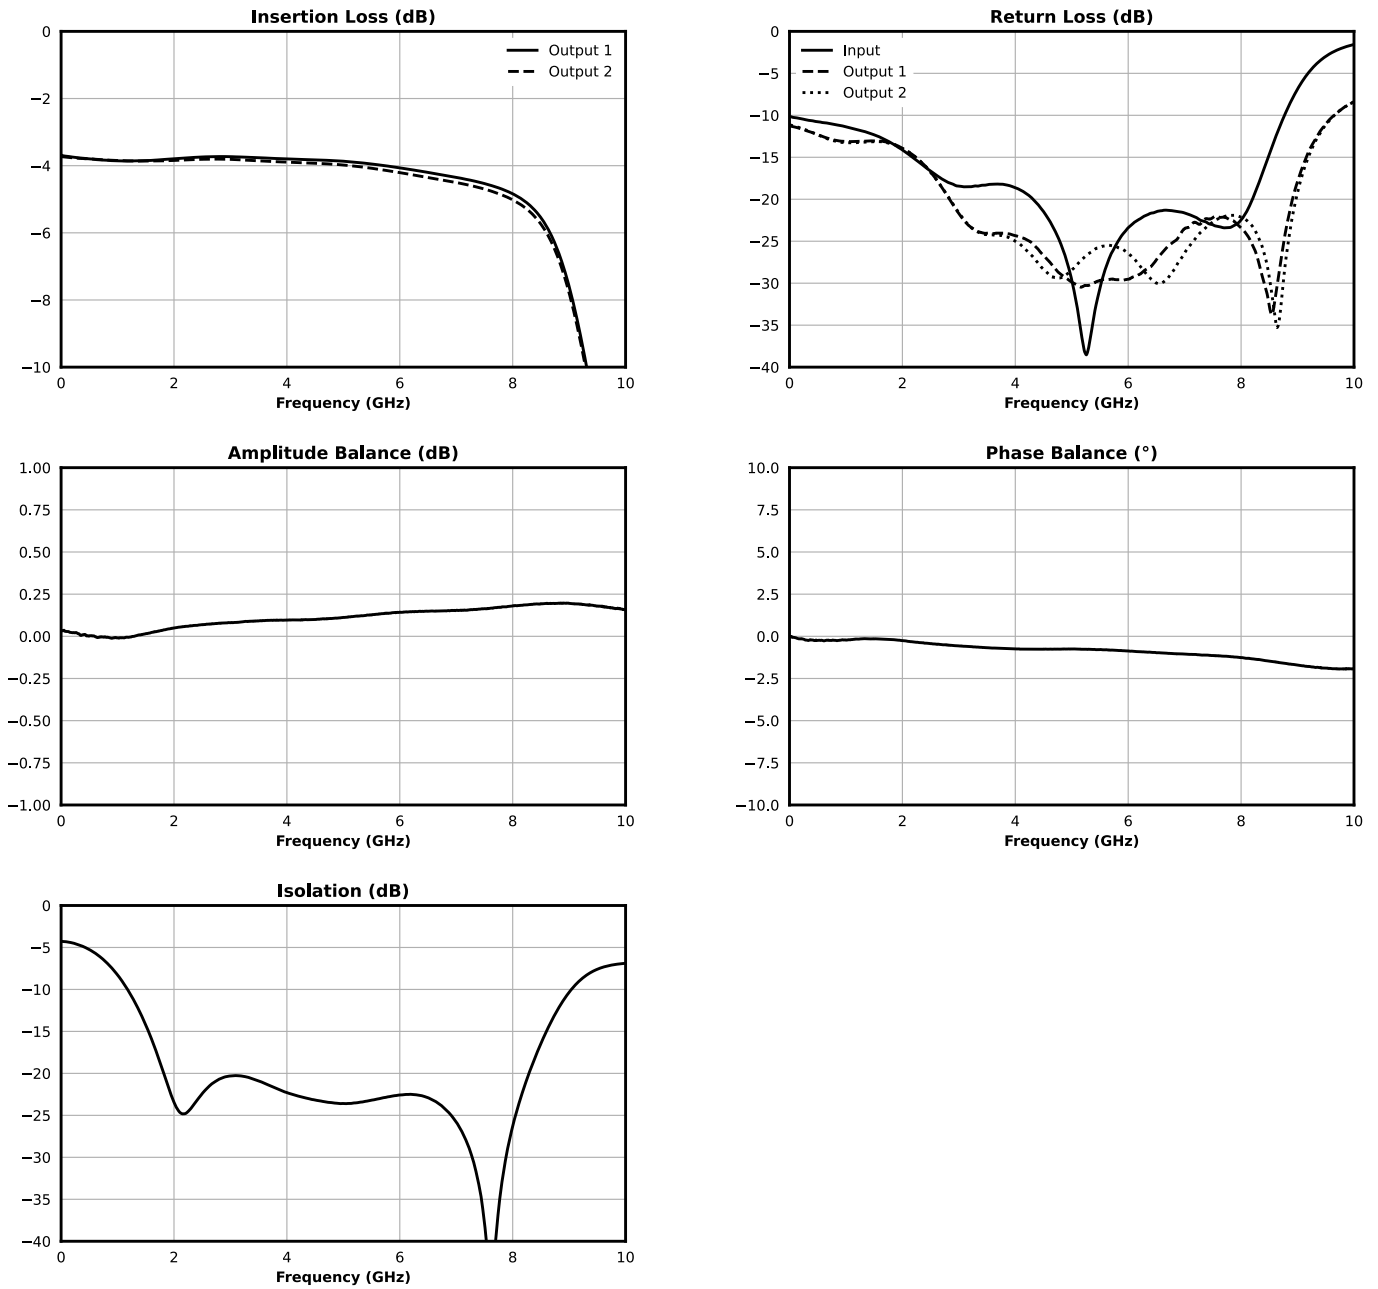 Insertion Loss (dB)
0
−2
−4
−6
−8
−10
Output 1
Output 2
0 2 4 6 8 10
Frequency (GHz)
Return Loss (dB)
0
−5
−10
−15
−20
−25
−30
−35
−40
Input
Output 1
Output 2
0 2 4 6 8 10
Frequency (GHz)
Amplitude Balance (dB)
1.00
0.75
0.50
0.25
0.00
−0.25
−0.50
−0.75
−1.00
0 2 4 6 8 10
Frequency (GHz)
Phase Balance (°)
10.0
7.5
5.0
2.5
0.0
−2.5
−5.0
−7.5
−10.0
0 2 4 6 8 10
Frequency (GHz)
Isolation (dB)
0
−5
−10
−15
−20
−25
−30
−35
−40
0 2 4 6 8 10
Frequency (GHz)